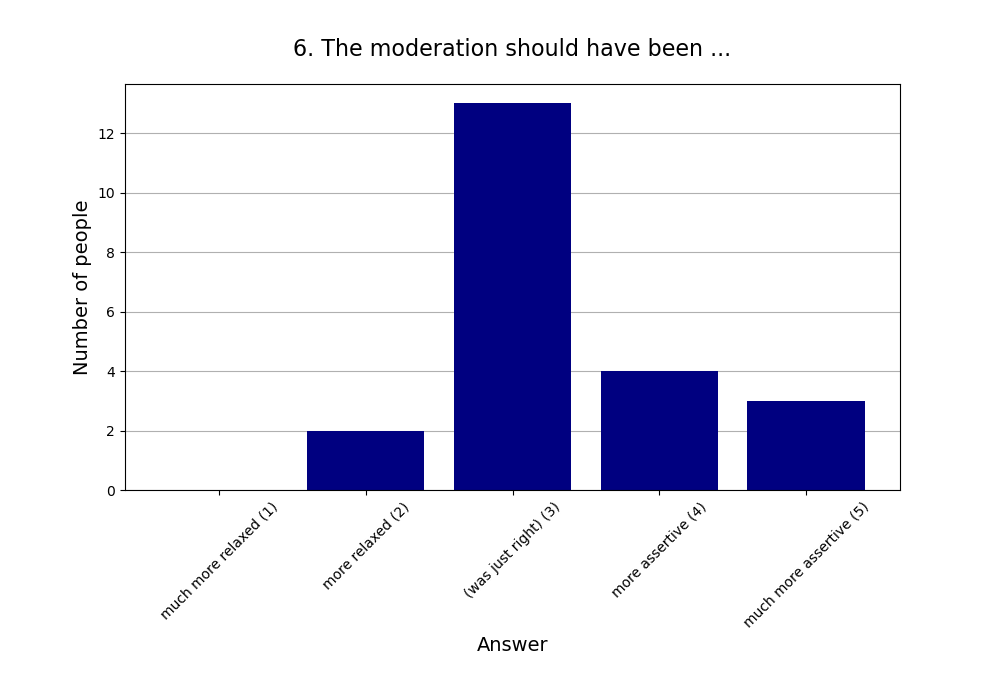 6. The moderation should have been ...
Number of people
12
10
8
6
4
2
0
much more relaxed (1)
more relaxed (2)
(was just right) (3)
more assertive (4)
much more assertive (5)
Answer